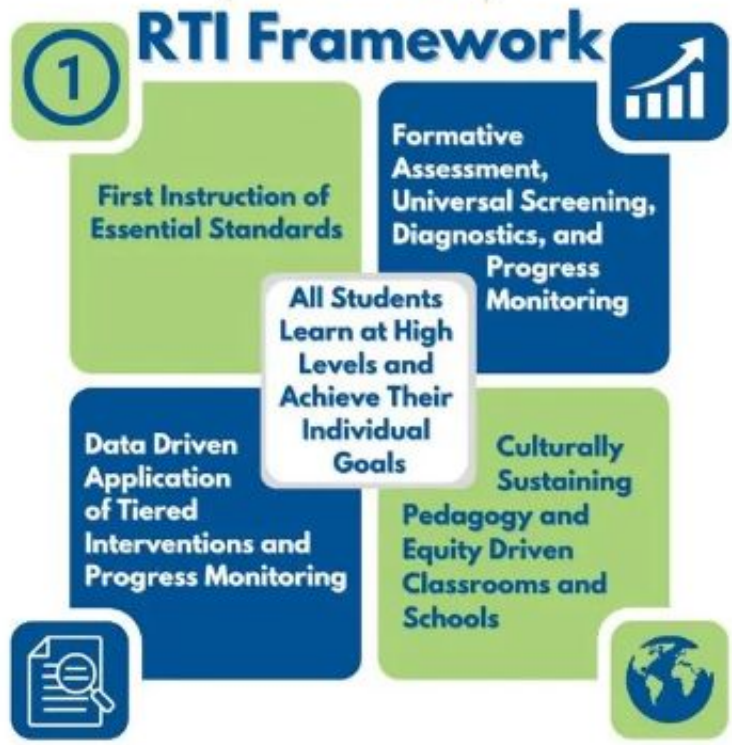 RTI Framework
1
First Instruction of
Essential Standards
Formative
Assessment,
Universal Screening,
Diagnostics, and
Progress
Monitoring
All Students
Learn at High
Levels and
Achieve Their
Individual
Goals
Data Driven
Application
of Tiered
Interventions and
Progress Monitoring
Culturally
Sustaining
Pedagogy and
Equity Driven
Classrooms and
Schools